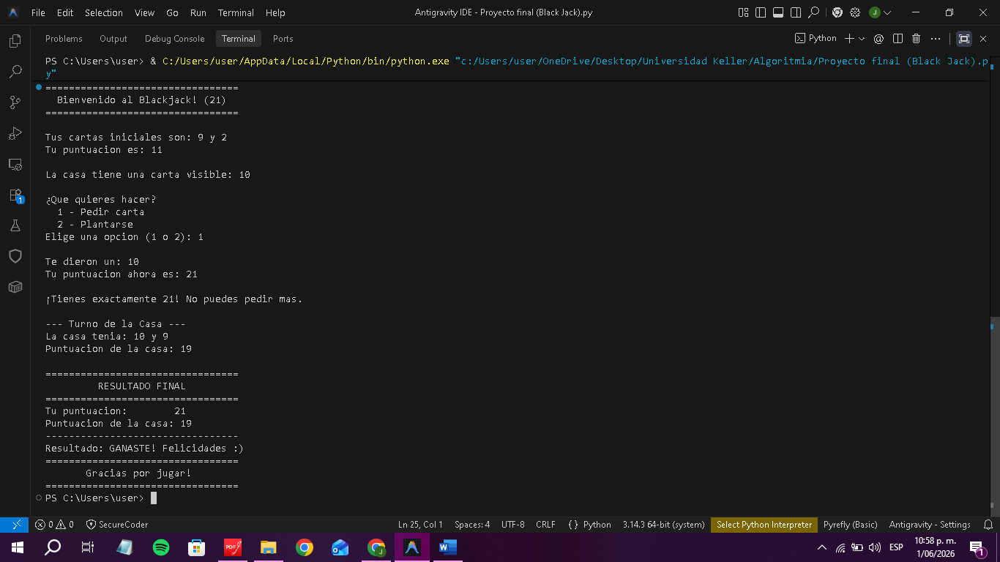 File Edit Selection View Go Run Terminal Help
Antigravity IDE - Proyecto final (Black Jack).py
J
Problems Output Debug Console Terminal Ports
Python
PS C:\Users\user> & C:/Users/user/AppData/Local/Python/bin/python.exe "c:/Users/user/OneDrive/Desktop/Universidad Keller/Algoritmia/Proyecto final (Black Jack).p
y"
=================================
Bienvenido al Blackjack! (21)
=================================
Tus cartas iniciales son: 9 y 2
Tu puntuacion es: 11
La casa tiene una carta visible: 10
¿Que quieres hacer?
1 - Pedir carta
2 - Plantarse
Elige una opcion (1 o 2): 1
Te dieron un: 10
Tu puntuacion ahora es: 21
¡Tienes exactamente 21! No puedes pedir mas.
--- Turno de la Casa ---
La casa tenia: 10 y 9
Puntuacion de la casa: 19
=================================
RESULTADO FINAL
=================================
Tu puntuacion: 21
Puntuacion de la casa: 19
---------------------------------
Resultado: GANASTE! Felicidades :)
=================================
Gracias por jugar!
=================================
PS C:\Users\user>
1
0 0 SecureCoder
Ln 25, Col 1 Spaces: 4 UTF-8 CRLF {} Python 3.14.3 64-bit (system) Select Python Interpreter Pyrefly (Basic) Antigravity - Settings
PDF
J
W
ESP
10:58 p. m.
1/06/2026
1